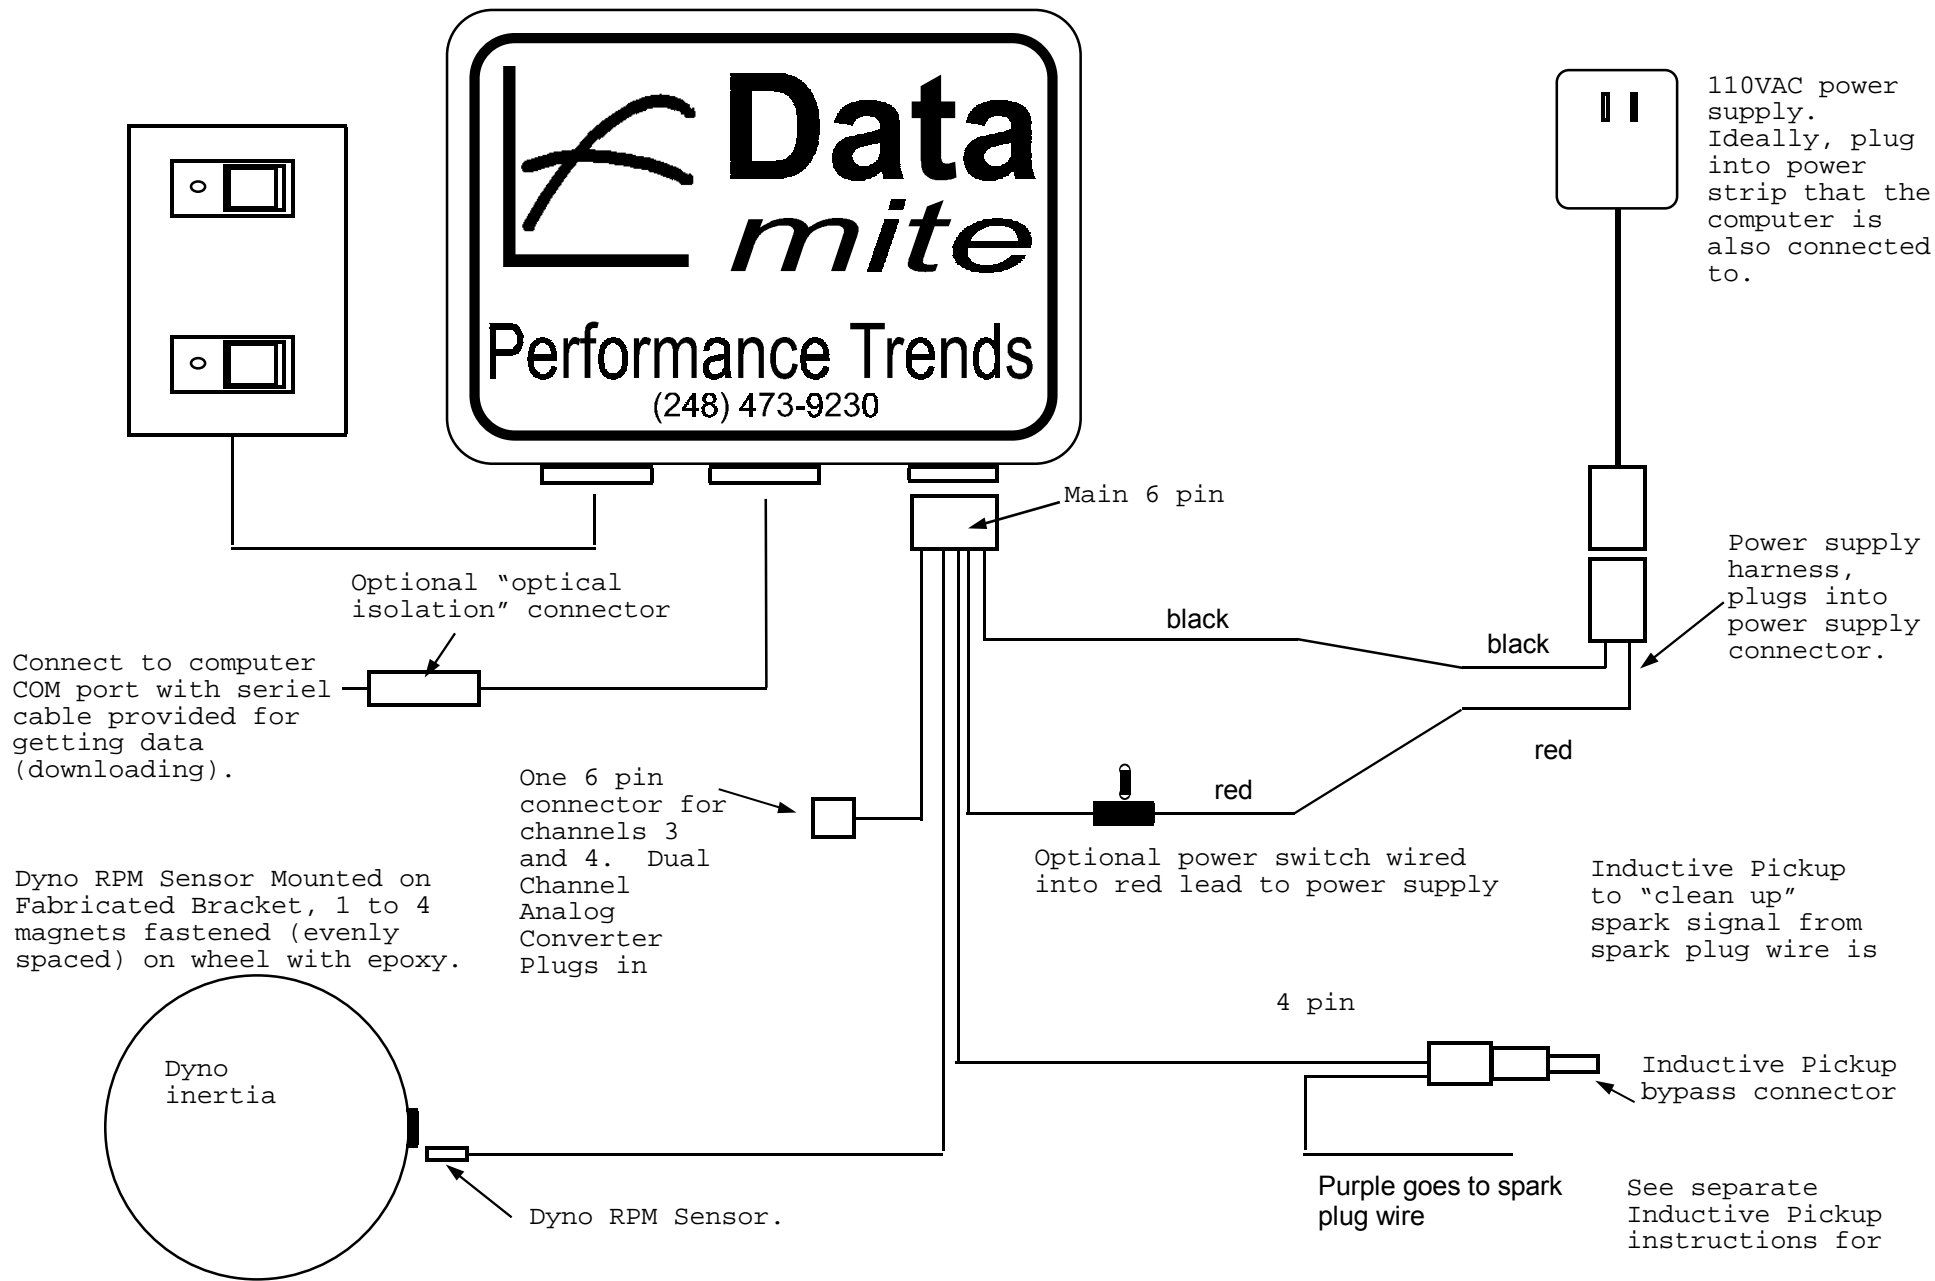 Data
mite
Performance Trends
(248) 473-9230
110VAC power
supply.
Ideally, plug
into power
strip that the
computer is
also connected
to.
Main 6 pin
Power supply
harness,
plugs into
power supply
connector.
Optional “optical
isolation” connector
black
black
Connect to computer
COM port with seriel
cable provided for
getting data
(downloading).
red
red
One 6 pin
connector for
channels 3
and 4. Dual
Channel
Analog
Converter
Plugs in
Optional power switch wired
into red lead to power supply
Inductive Pickup
to “clean up”
spark signal from
spark plug wire is
Dyno RPM Sensor Mounted on
Fabricated Bracket, 1 to 4
magnets fastened (evenly
spaced) on wheel with epoxy.
4 pin
Dyno
inertia
Inductive Pickup
bypass connector
Purple goes to spark
plug wire
Dyno RPM Sensor.
See separate
Inductive Pickup
instructions for